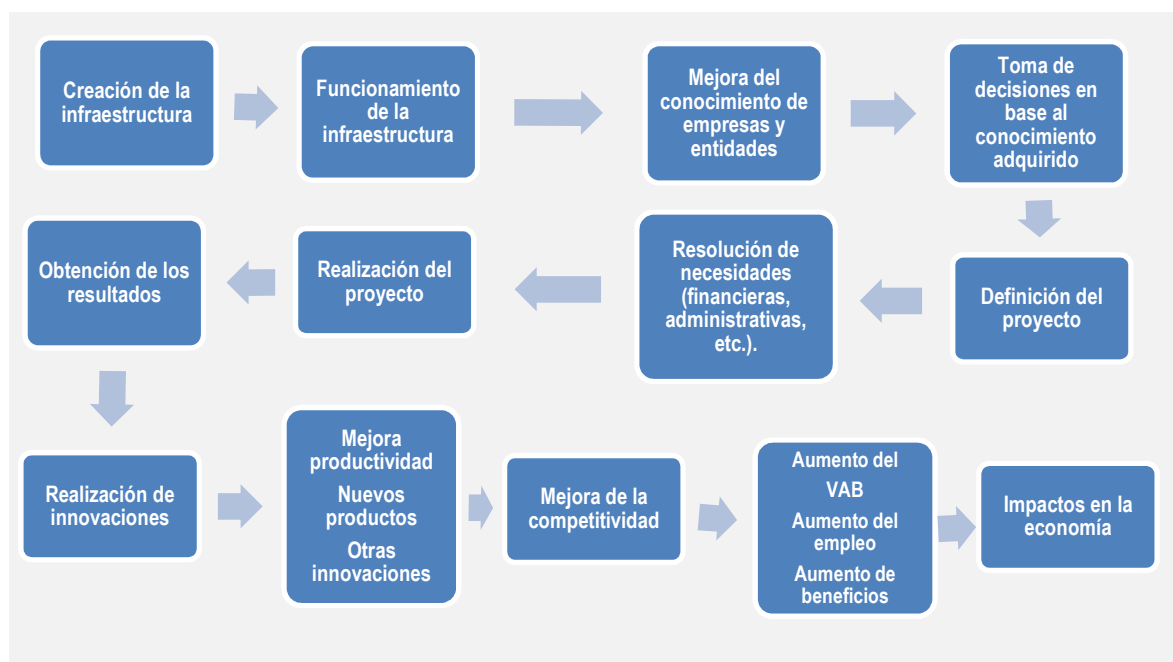 Creación de la
infraestructura
Funcionamiento
de la
infraestructura
Mejora del
conocimiento de
empresas y
entidades
Toma de
decisiones en
base al
conocimiento
adquirido
Definición del
proyecto
Resolución de
necesidades
(financieras,
administrativas,
etc.).
Realización del
proyecto
Obtención de los
resultados
Realización de
innovaciones
Mejora
productividad
Nuevos
productos
Otras
innovaciones
Mejora de la
competitividad
Aumento del
VAB
Aumento del
empleo
Aumento de
beneficios
Impactos en la
economía